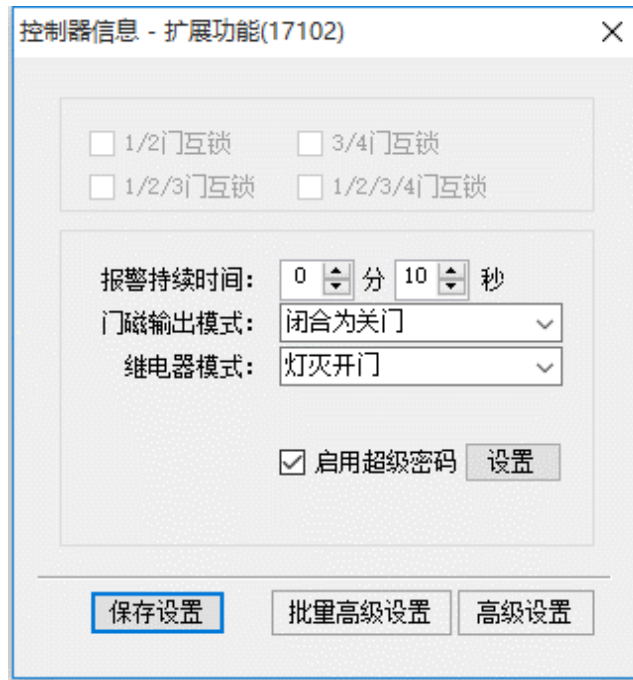 控制器信息 - 扩展功能(17102)
1/2门互锁 3/4门互锁
1/2/3门互锁 1/2/3/4门互锁
报警持续时间: 0 分 10 秒
门磁输出模式: 闭合为关门
继电器模式: 灯灭开门
启用超级密码 设置
保存设置 批量高级设置 高级设置